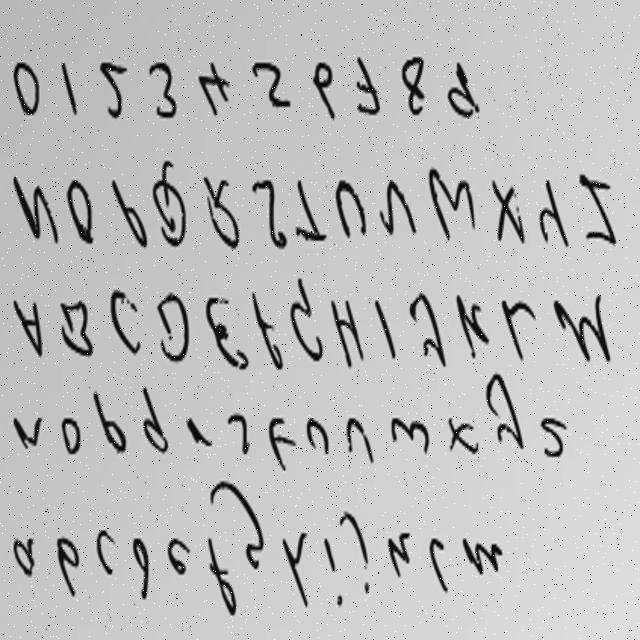 a b c d e f g h i j k l m
n o p q r s t u v w x y z
A B C D E F G H I J K L M
N O P Q R S T U V W X Y Z
0 1 2 3 4 5 6 7 8 9